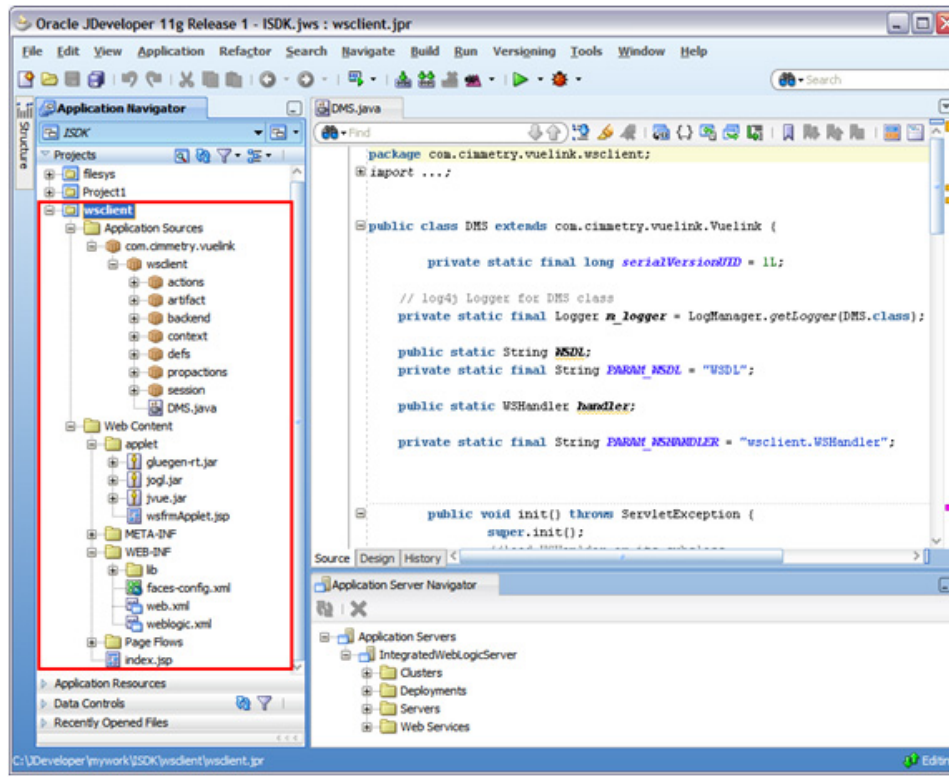 Oracle JDeveloper 11g Release 1 - ISDK.jws : wsclient.jpr
File Edit View Application Refactor Search Navigate Build Run Versioning Tools Window Help
Search
Structure
Application Navigator
ISDK
Projects
filesys
Project1
wsclient
Application Sources
com.cimmetry.vuelink
wsclient
actions
artifact
backend
context
defs
propactions
session
DMS.java
Web Content
applet
gluegen-rt.jar
jogl.jar
jvue.jar
wsfrmApplet.jsp
META-INF
WEB-INF
lib
faces-config.xml
web.xml
weblogic.xml
Page Flows
index.jsp
Application Resources
Data Controls
Recently Opened Files
DMS.java
Find
package com.cimmetry.vuelink.wsclient;
import ...;
public class DMS extends com.cimmetry.vuelink.Vuelink {
private static final long serialVersionUID = 1L;
// log4j Logger for DMS class
private static final Logger m_logger = LogManager.getLogger(DMS.class);
public static String WSDL;
private static final String PARAM_WSDL = "WSDL";
public static WSHandler handler;
private static final String PARAM_WSHANDLER = "wsclient.WSHandler";
public void init() throws ServletException {
super.init();
Source Design History
Application Server Navigator
Application Servers
IntegratedWebLogicServer
Clusters
Deployments
Servers
Web Services
C:\JDeveloper\mywork\ISDK\wsclient\wsclient.jpr